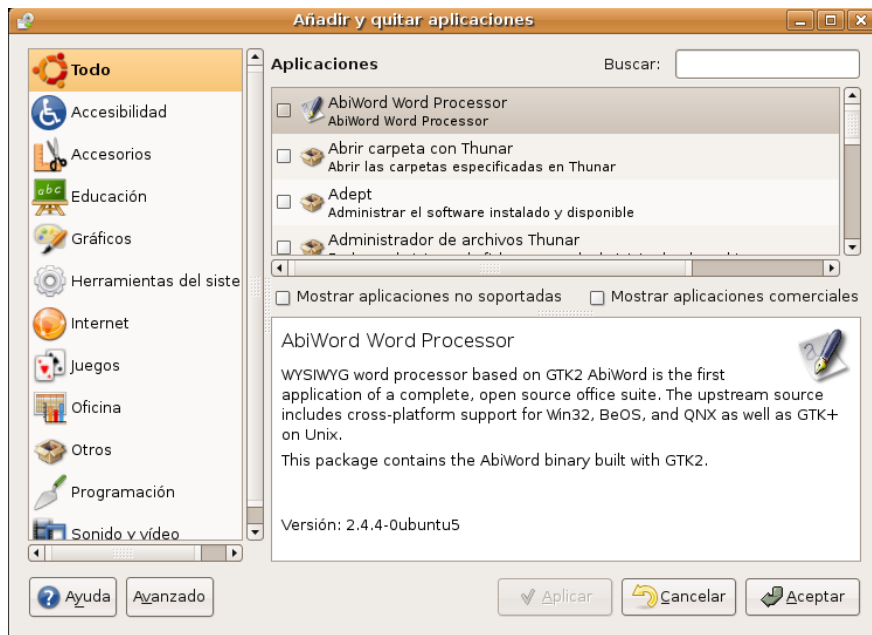 Añadir y quitar aplicaciones
Todo
Accesibilidad
Accesorios
abc
Educación
Gráficos
Herramientas del siste
Internet
Juegos
Oficina
Otros
Programación
Sonido y vídeo
Aplicaciones
Buscar:
AbiWord Word Processor
AbiWord Word Processor
Abrir carpeta con Thunar
Abrir las carpetas especificadas en Thunar
Adept
Administrar el software instalado y disponible
Administrador de archivos Thunar
Mostrar aplicaciones no soportadas
Mostrar aplicaciones comerciales
AbiWord Word Processor
WYSIWYG word processor based on GTK2 AbiWord is the first
application of a complete, open source office suite. The upstream source
includes cross-platform support for Win32, BeOS, and QNX as well as GTK+
on Unix.
This package contains the AbiWord binary built with GTK2.
Versión: 2.4.4-0ubuntu5
Ayuda
Avanzado
Aplicar
Cancelar
Aceptar